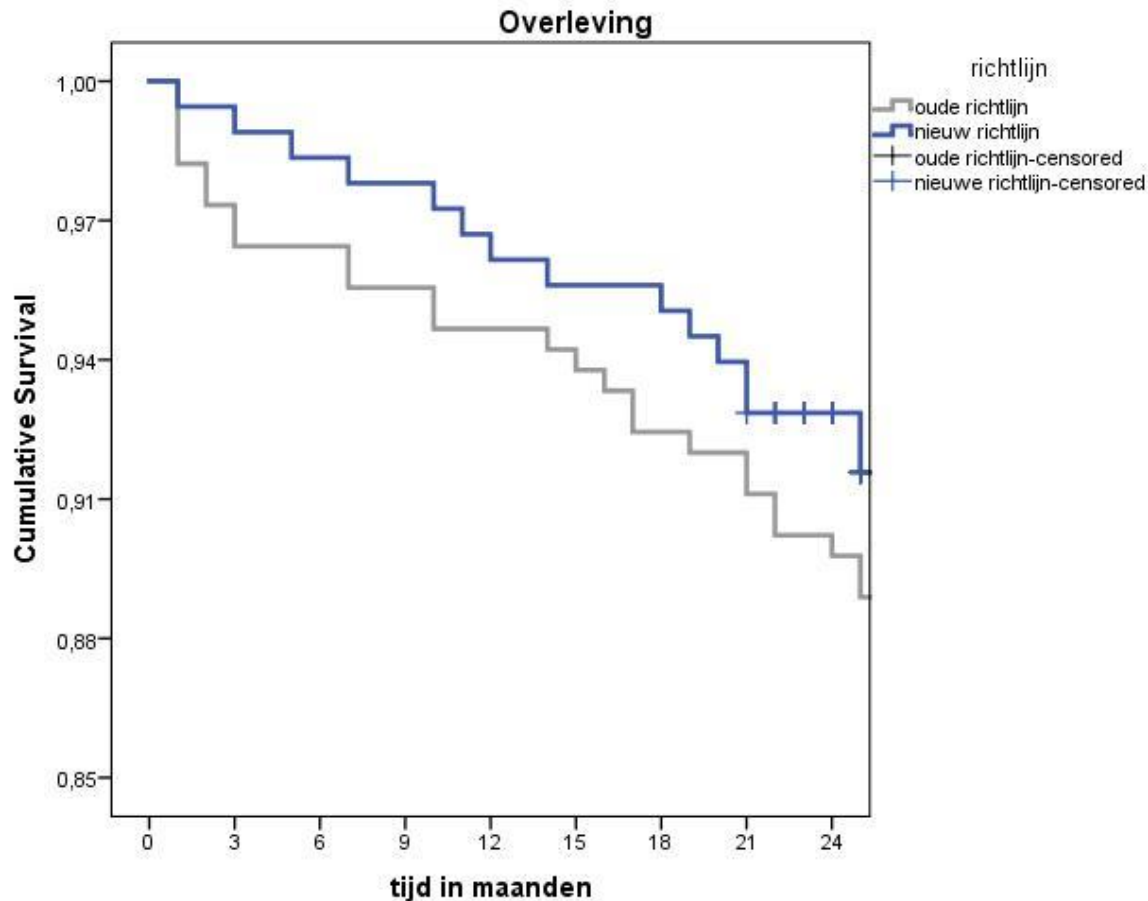 Overleving
richtlijn
oude richtlijn
nieuw richtlijn
oude richtlijn-censored
nieuwe richtlijn-censored
Cumulative Survival
1,00
0,97
0,94
0,91
0,88
0,85
0 3 6 9 12 15 18 21 24
tijd in maanden